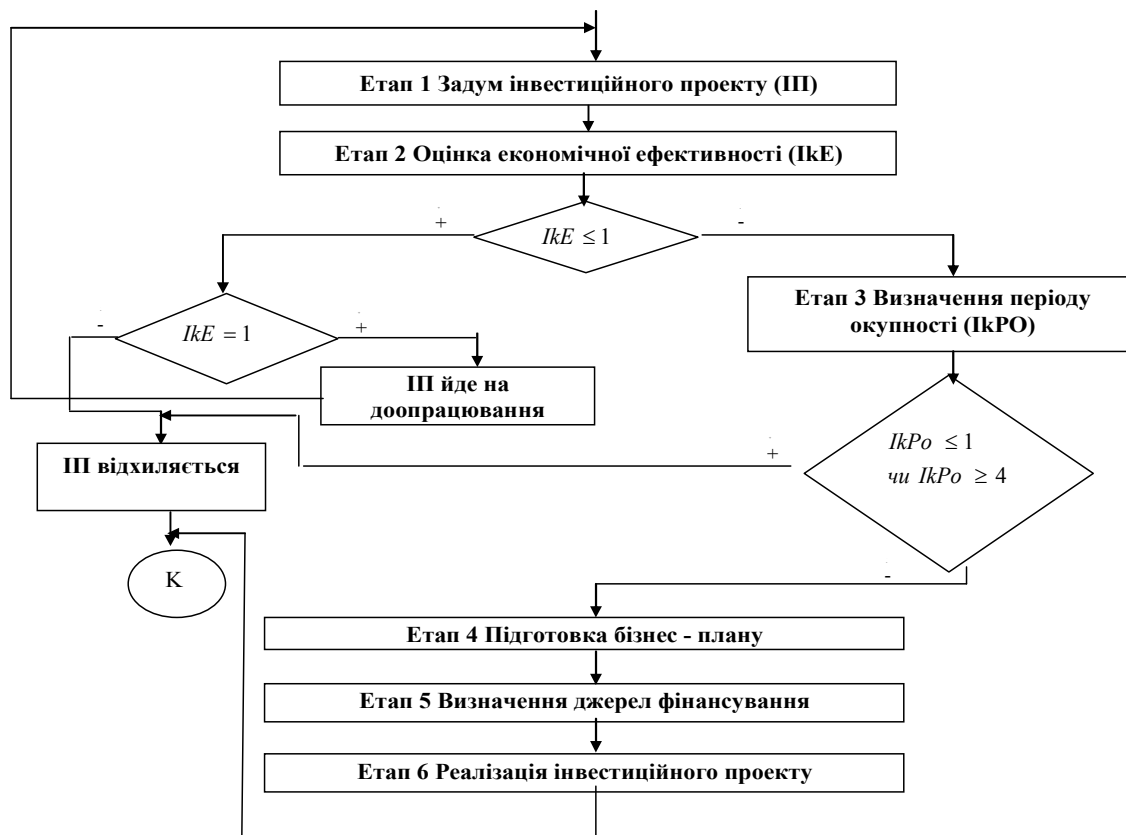 Етап 1 Задум інвестиційного проекту (ІП)
Етап 2 Оцінка економічної ефективності (IkE)
+
IkE ≤ 1
-
Етап 3 Визначення періоду
окупності (IkPO)
-
IkE = 1
+
ІП йде на
доопрацювання
IkPo ≤ 1
чи IkPo ≥ 4
+
ІП відхиляється
K
-
Етап 4 Підготовка бізнес - плану
Етап 5 Визначення джерел фінансування
Етап 6 Реалізація інвестиційного проекту